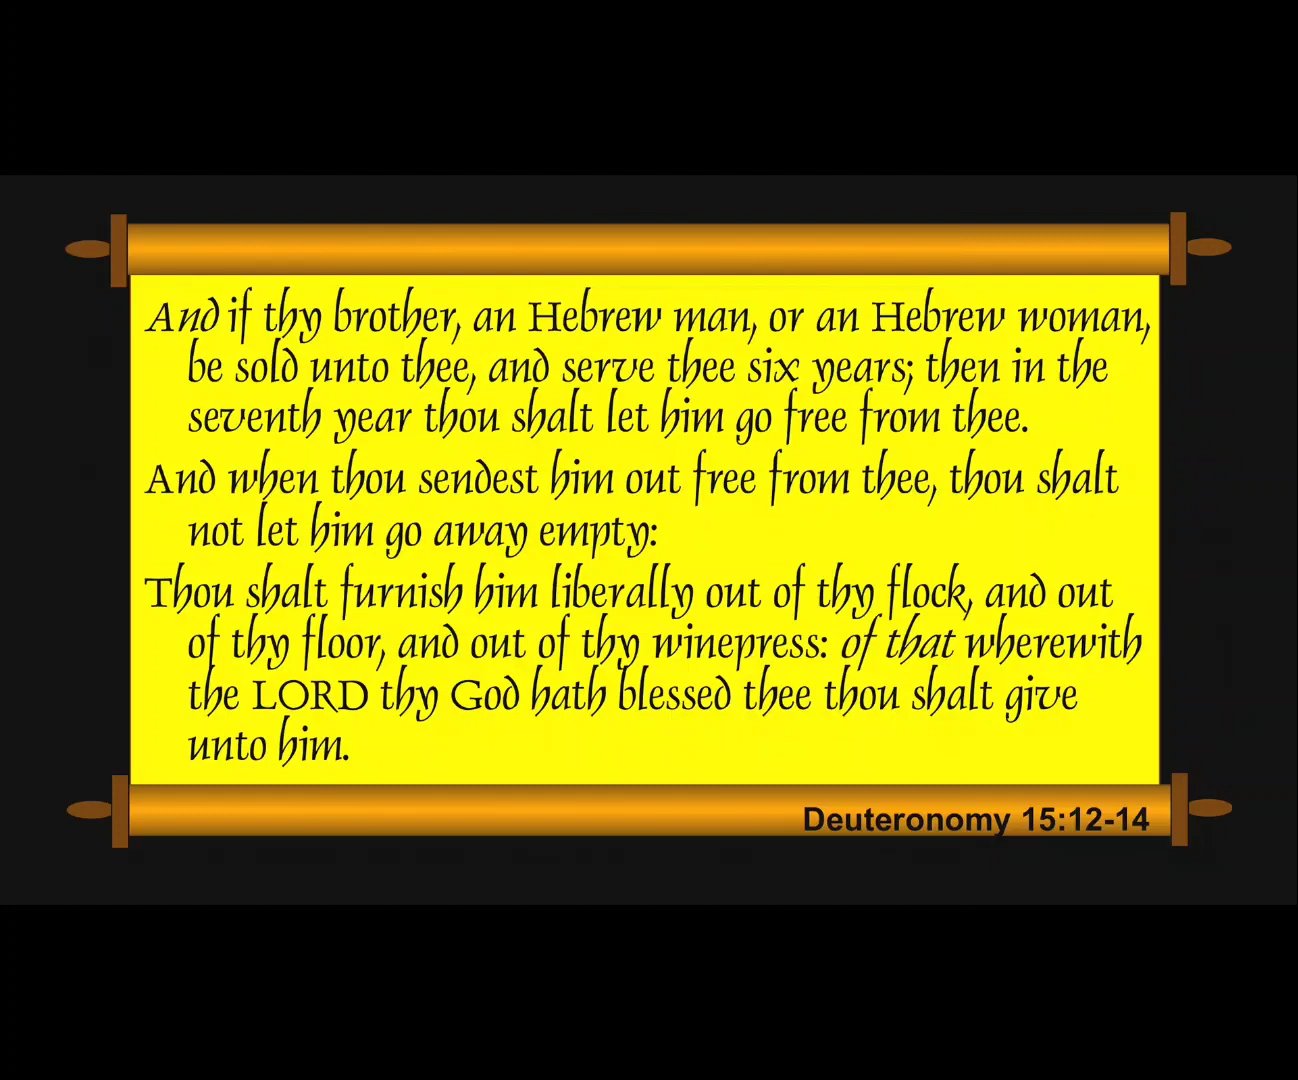 And if thy brother, an Hebrew man, or an Hebrew woman,
be sold unto thee, and serve thee six years; then in the
seventh year thou shalt let him go free from thee.
And when thou sendest him out free from thee, thou shalt
not let him go away empty:
Thou shalt furnish him liberally out of thy flock, and out
of thy floor, and out of thy winepress: of that wherewith
the LORD thy God hath blessed thee thou shalt give
unto him.
Deuteronomy 15:12-14